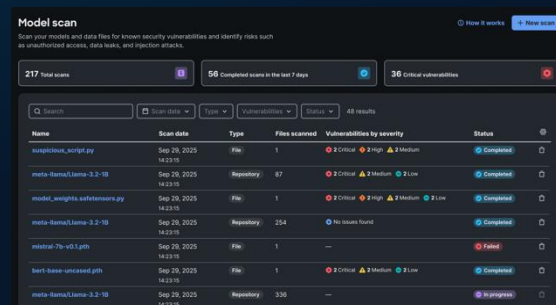 Model scan
How it works
+ New scan
Scan your models and data files for known security vulnerabilities and identify risks such
as unauthorized access, data leaks, and injection attacks.
217 Total scans
56 Completed scans in the last 7 days
36 Critical vulnerabilities
Search
Scan date
Type
Vulnerabilities
Status
48 results
Name Scan date Type Files scanned Vulnerabilities by severity Status
suspicious_script.py Sep 29, 2025 File 1 2 Critical 2 High 2 Medium Completed
14:23:15
meta-llama/Llama-3.2-1B Sep 29, 2025 Repository 87 2 Critical 2 Medium 2 Low Completed
14:23:15
model_weights.safetensors.py Sep 29, 2025 File 1 2 Critical 2 High 2 Medium 2 Low Completed
14:23:15
meta-llama/Llama-3.2-1B Sep 29, 2025 Repository 254 No issues found Completed
14:23:15
mistral-7b-v0.1.pth Sep 29, 2025 File 1 — Failed
14:23:15
bert-base-uncased.pth Sep 29, 2025 File 1 2 Critical 2 Medium 2 Low Completed
14:23:15
meta-llama/Llama-3.2-1B Sep 29, 2025 Repository 336 — In progress
14:23:15